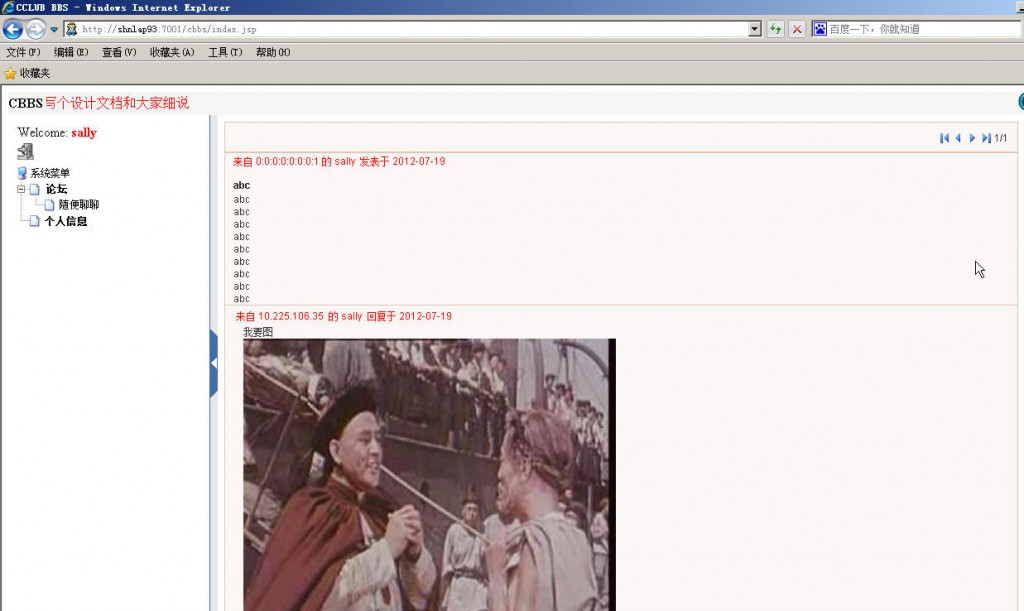 CCLUB BBS - Windows Internet Explorer
http://shnlap93:7001/cbbs/index.jsp
百度一下，你就知道
文件(F) 编辑(E) 查看(V) 收藏夹(A) 工具(T) 帮助(H)
收藏夹
CBBS写个设计文档和大家细说
Welcome: sally
系统菜单
论坛
随便聊聊
个人信息
1/1
来自 0:0:0:0:0:0:0:1 的 sally 发表于 2012-07-19
abc
abc
abc
abc
abc
abc
abc
abc
abc
abc
来自 10.225.106.35 的 sally 回复于 2012-07-19
我要图